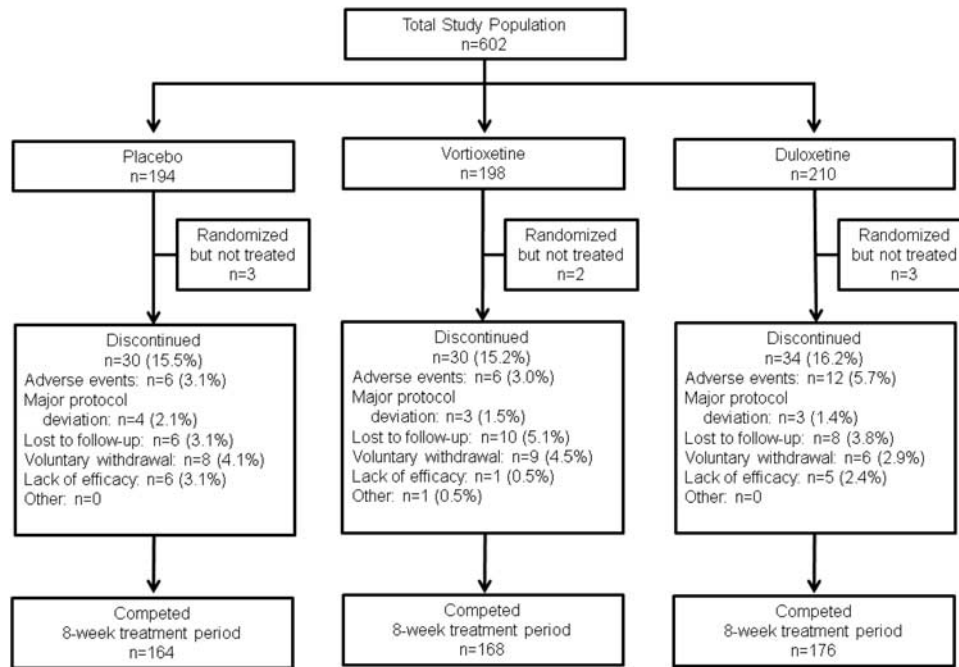 Total Study Population
n=602
Placebo
n=194
Vortioxetine
n=198
Duloxetine
n=210
Randomized
but not treated
n=3
Randomized
but not treated
n=2
Randomized
but not treated
n=3
Discontinued
n=30 (15.5%)
Adverse events: n=6 (3.1%)
Major protocol
deviation: n=4 (2.1%)
Lost to follow-up: n=6 (3.1%)
Voluntary withdrawal: n=8 (4.1%)
Lack of efficacy: n=6 (3.1%)
Other: n=0
Discontinued
n=30 (15.2%)
Adverse events: n=6 (3.0%)
Major protocol
deviation: n=3 (1.5%)
Lost to follow-up: n=10 (5.1%)
Voluntary withdrawal: n=9 (4.5%)
Lack of efficacy: n=1 (0.5%)
Other: n=1 (0.5%)
Discontinued
n=34 (16.2%)
Adverse events: n=12 (5.7%)
Major protocol
deviation: n=3 (1.4%)
Lost to follow-up: n=8 (3.8%)
Voluntary withdrawal: n=6 (2.9%)
Lack of efficacy: n=5 (2.4%)
Other: n=0
Competed
8-week treatment period
n=164
Competed
8-week treatment period
n=168
Competed
8-week treatment period
n=176